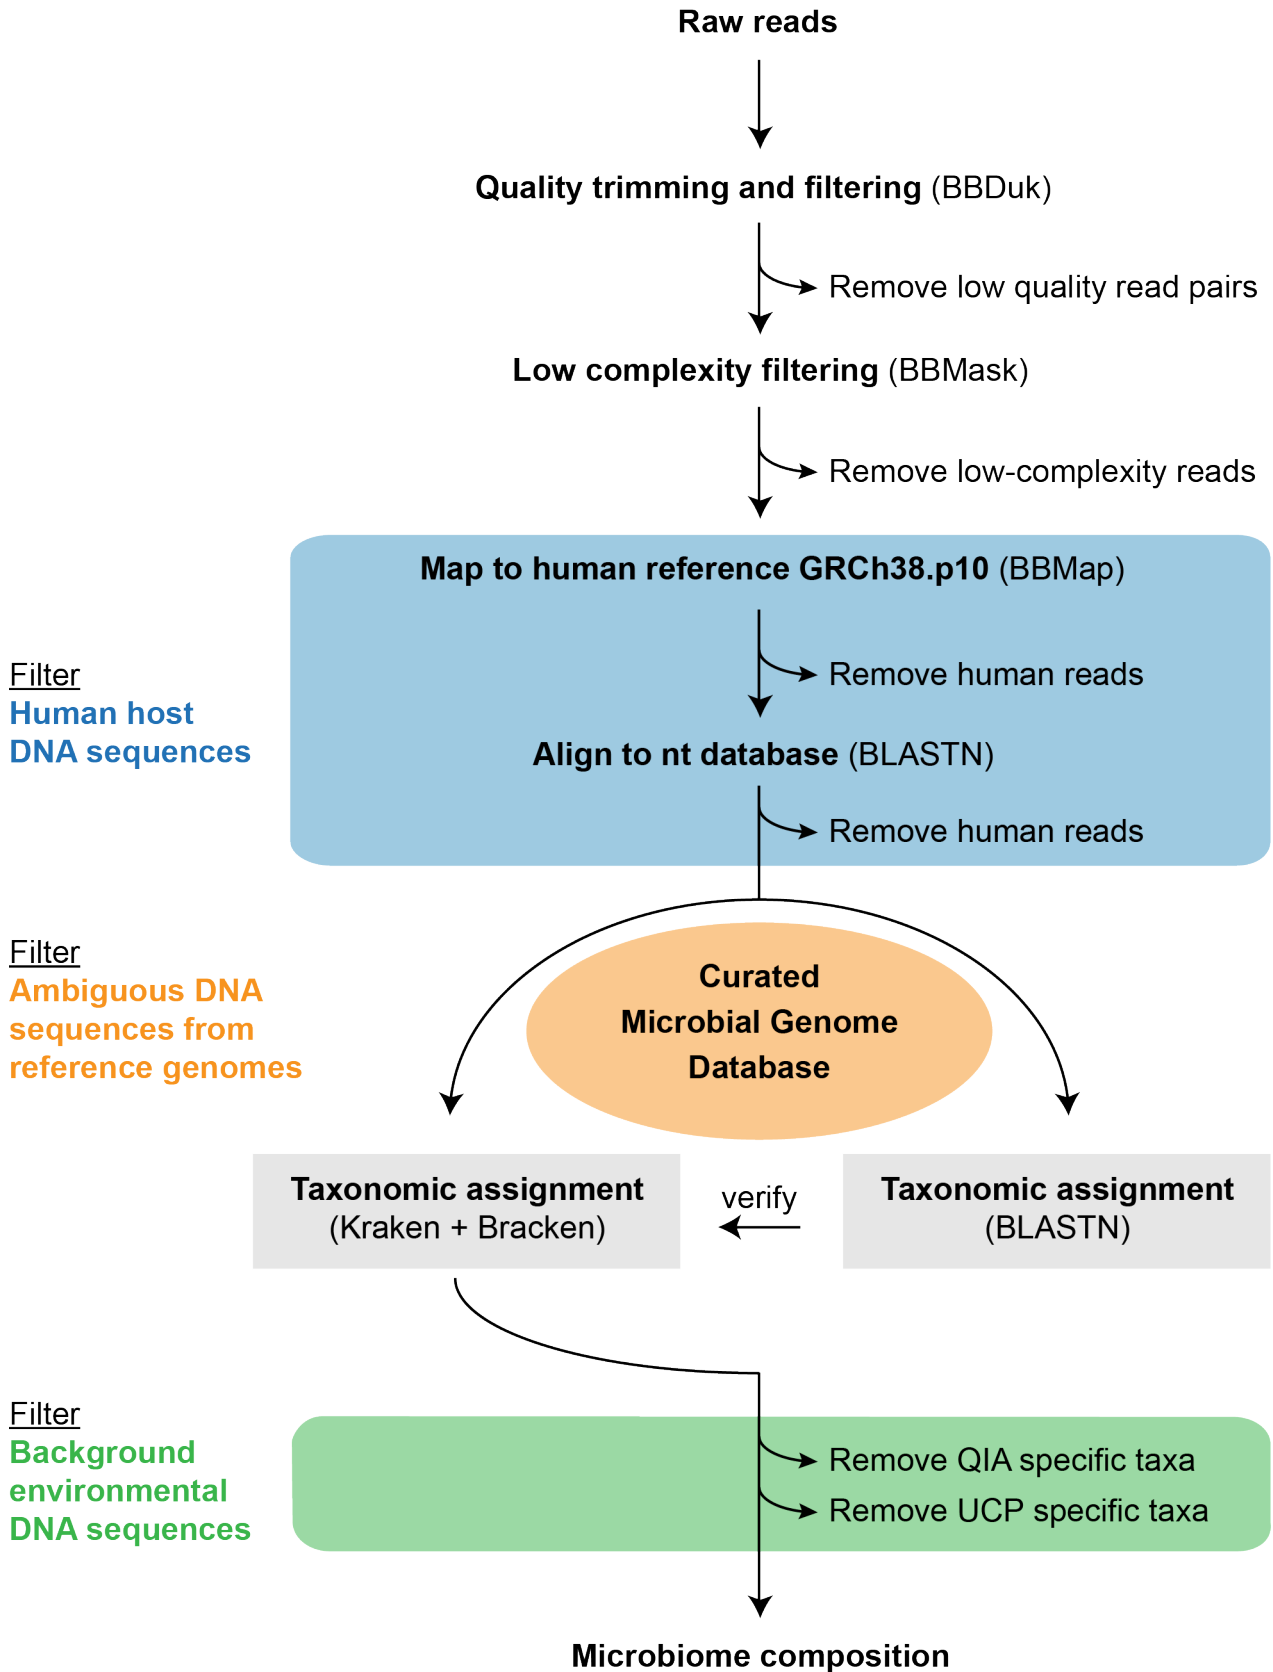 Raw reads
Quality trimming and filtering (BBDuk)
Remove low quality read pairs
Low complexity filtering (BBMask)
Remove low-complexity reads
Map to human reference GRCh38.p10 (BBMap)
Remove human reads
Filter
Human host
DNA sequences
Align to nt database (BLASTN)
Remove human reads
Filter
Ambiguous DNA
sequences from
reference genomes
Curated
Microbial Genome
Database
Taxonomic assignment
(Kraken + Bracken)
verify
Taxonomic assignment
(BLASTN)
Filter
Background
environmental
DNA sequences
Remove QIA specific taxa
Remove UCP specific taxa
Microbiome composition